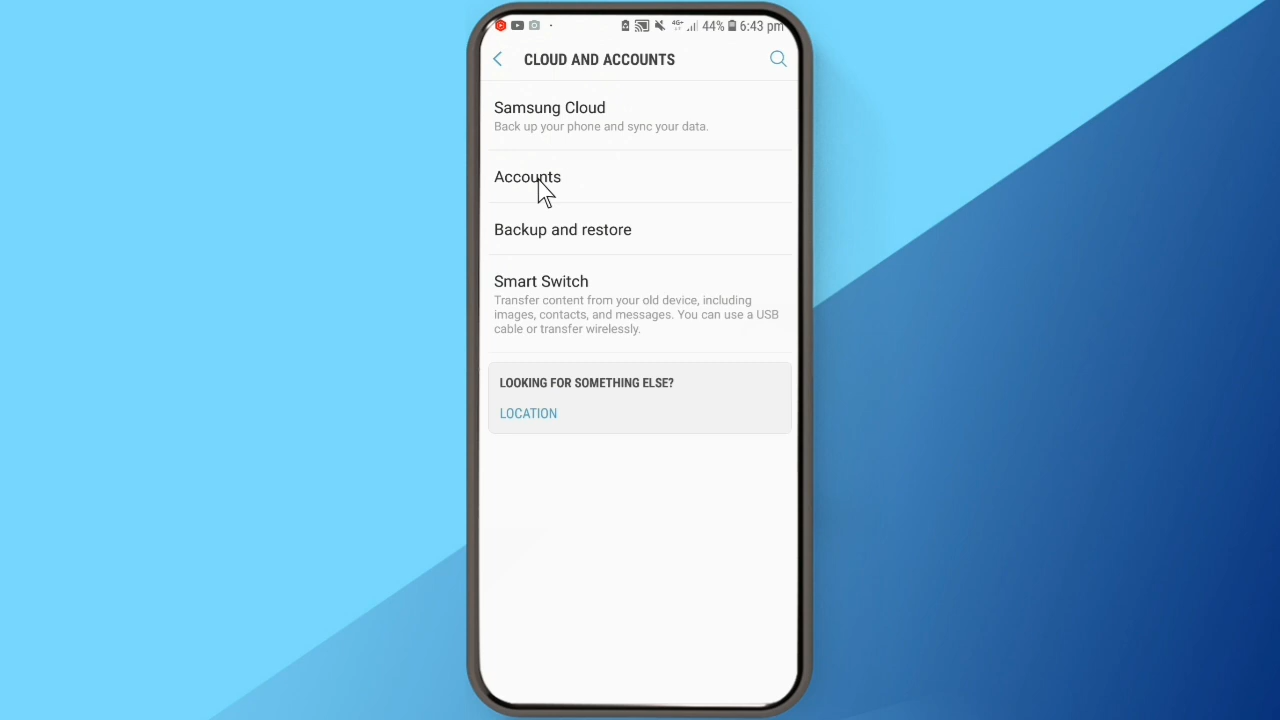 4G+ 44% 6:43 pm
CLOUD AND ACCOUNTS
Samsung Cloud
Back up your phone and sync your data.
Accounts
Backup and restore
Smart Switch
Transfer content from your old device, including
images, contacts, and messages. You can use a USB
cable or transfer wirelessly.
LOOKING FOR SOMETHING ELSE?
LOCATION